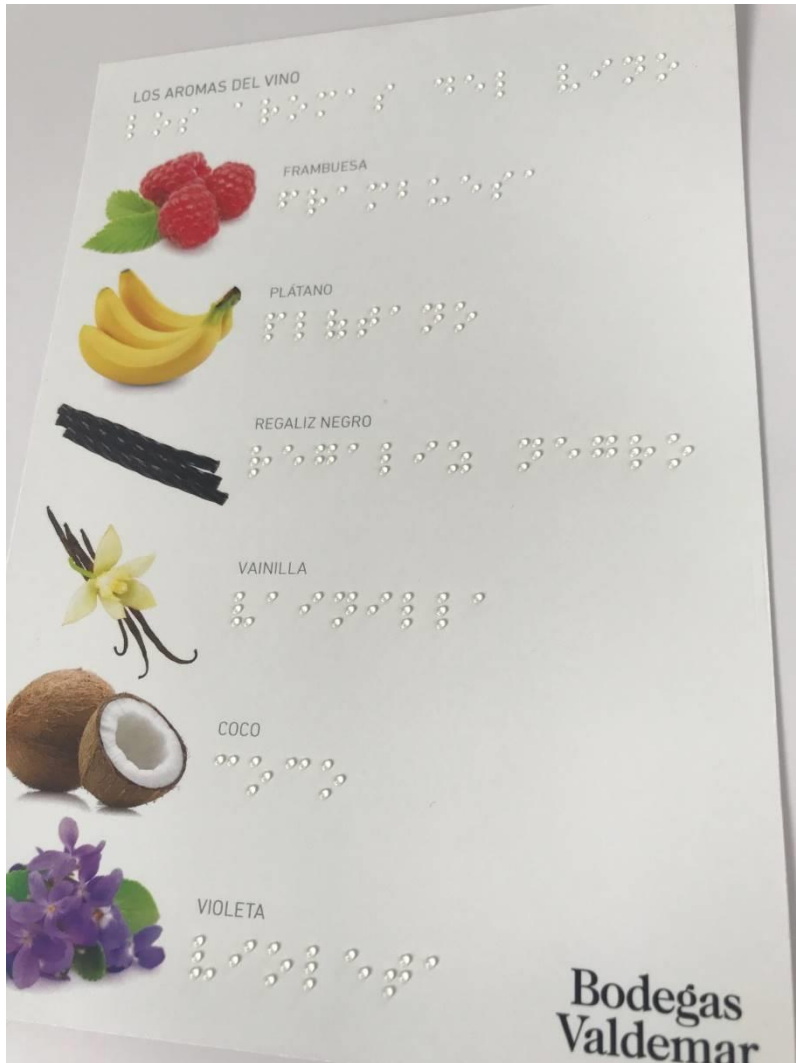 LOS AROMAS DEL VINO
⠇⠕⠎ ⠁⠗⠕⠍⠁⠎ ⠙⠑⠇ ⠧⠊⠝⠕
FRAMBUESA
⠋⠗⠁⠍⠃⠥⠑⠎⠁
PLÁTANO
⠏⠇⠷⠞⠁⠝⠕
REGALIZ NEGRO
⠗⠑⠛⠁⠇⠊⠵ ⠝⠑⠛⠗⠕
VAINILLA
⠧⠁⠊⠝⠊⠇⠇⠁
COCO
⠉⠕⠉⠕
VIOLETA
⠧⠊⠕⠇⠑⠞⠁
Bodegas
Valdemar